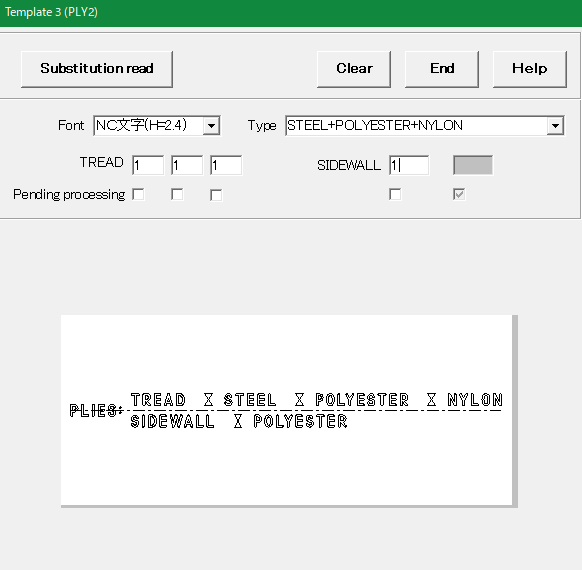 Template 3 (PLY2)
Substitution read Clear End Help
Font NC文字(H=2.4) Type STEEL+POLYESTER+NYLON
TREAD 1 1 1 SIDEWALL 1
Pending processing
TREAD X STEEL X POLYESTER X NYLON
PLIES:
SIDEWALL X POLYESTER